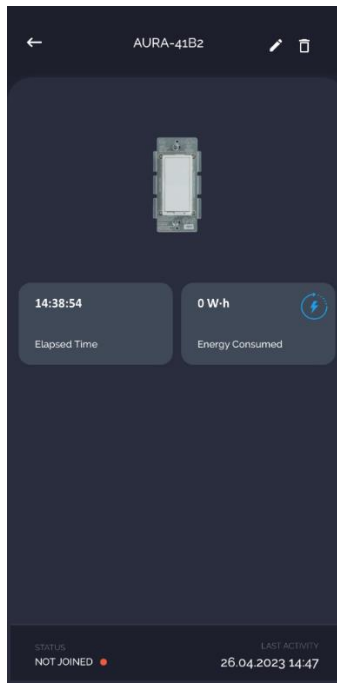 AURA-41B2
14:38:54
0 W·h
Elapsed Time
Energy Consumed
STATUS
LAST ACTIVITY
NOT JOINED
26.04.2023 14:47